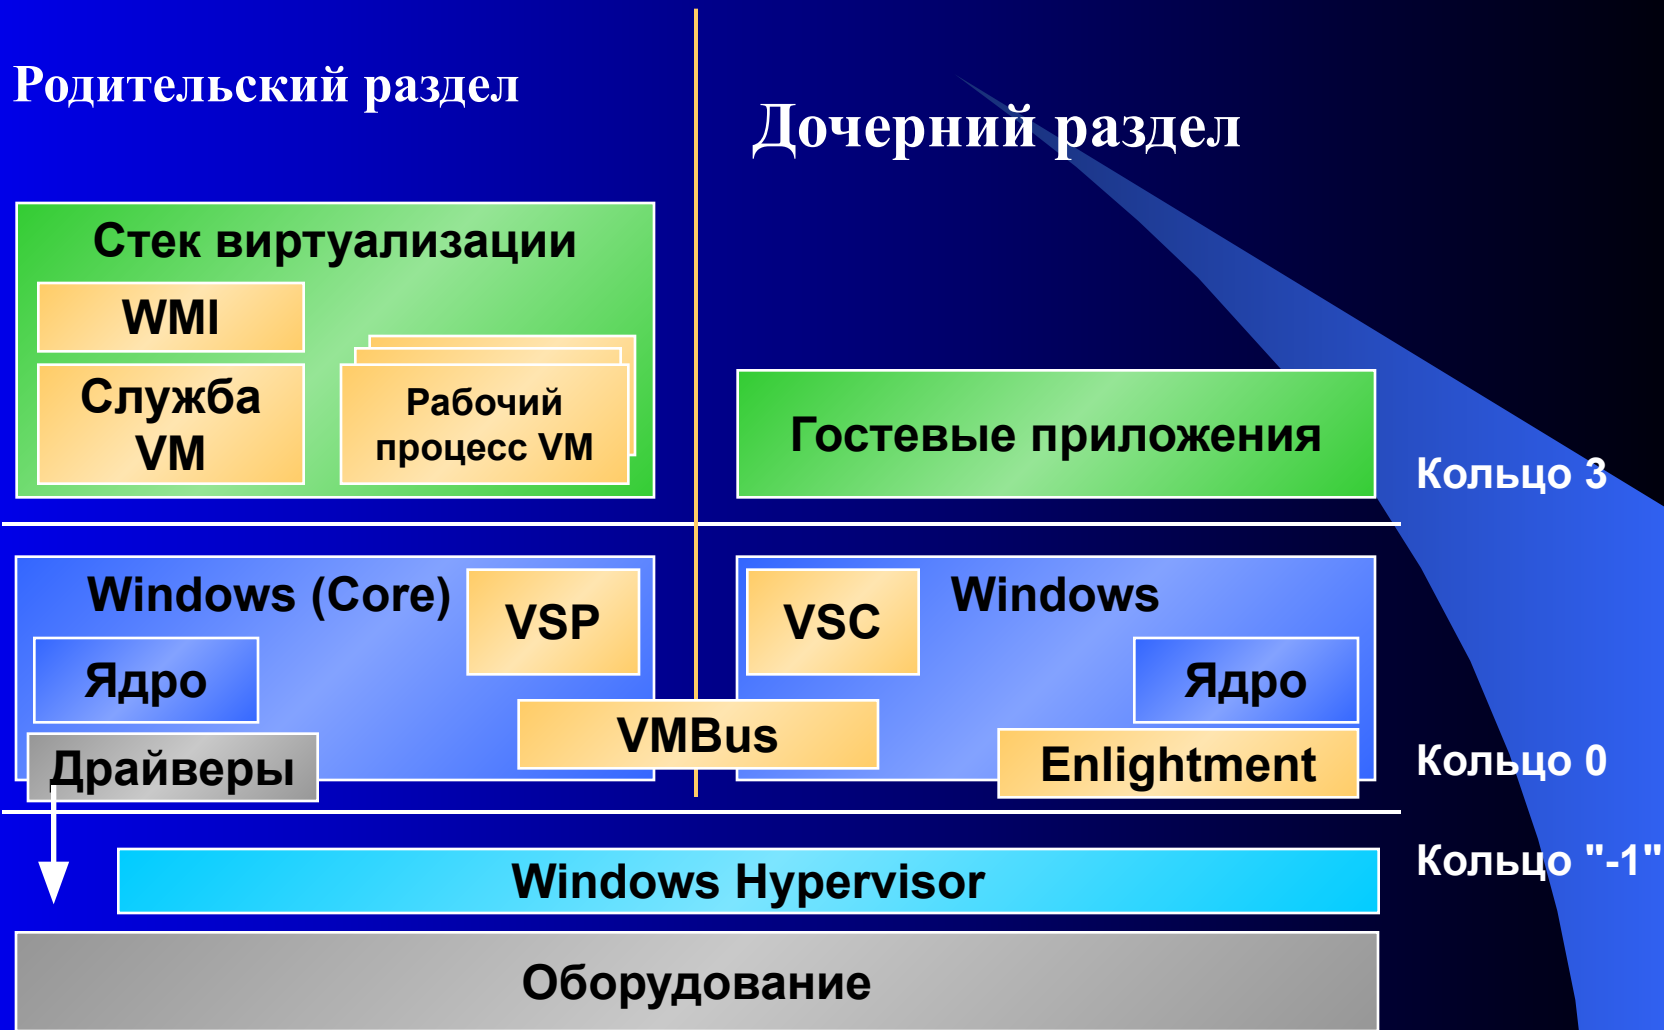 Родительский раздел
Дочерний раздел
Стек виртуализации
WMI
Служба
VM
Рабочий
процесс VM
Гостевые приложения
Кольцо 3
Windows (Core)
VSP
VSC
Windows
Ядро
Ядро
VMBus
Драйверы
Enlightment
Кольцо 0
Кольцо "-1"
Windows Hypervisor
Оборудование